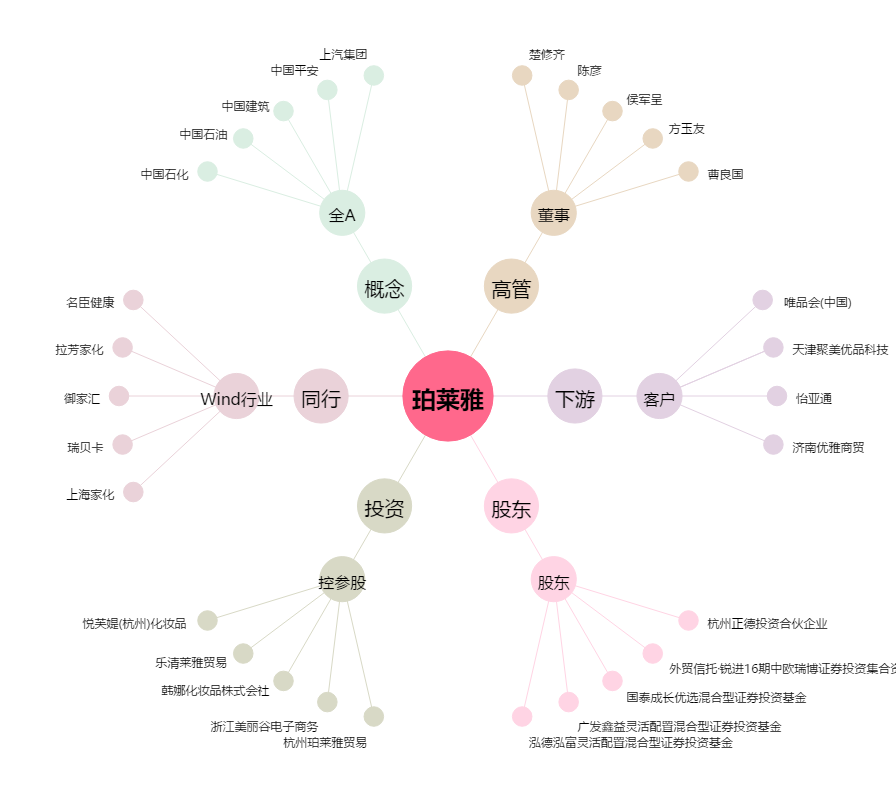 上汽集团
楚修齐
中国平安
陈彦
中国建筑
侯军呈
中国石油
方玉友
中国石化
曹良国
全A
董事
概念
高管
名臣健康
唯品会(中国)
拉芳家化
天津聚美优品科技
御家汇
Wind行业
同行
珀莱雅
下游
客户
怡亚通
瑞贝卡
济南优雅商贸
上海家化
投资
股东
控参股
股东
悦芙媞(杭州)化妆品
杭州正德投资合伙企业
乐清莱雅贸易
外贸信托·锐进16期中欧瑞博证券投资集合
韩娜化妆品株式会社
国泰成长优选混合型证券投资基金
浙江美丽谷电子商务
广发鑫益灵活配置混合型证券投资基金
杭州珀莱雅贸易
泓德泓富灵活配置混合型证券投资基金